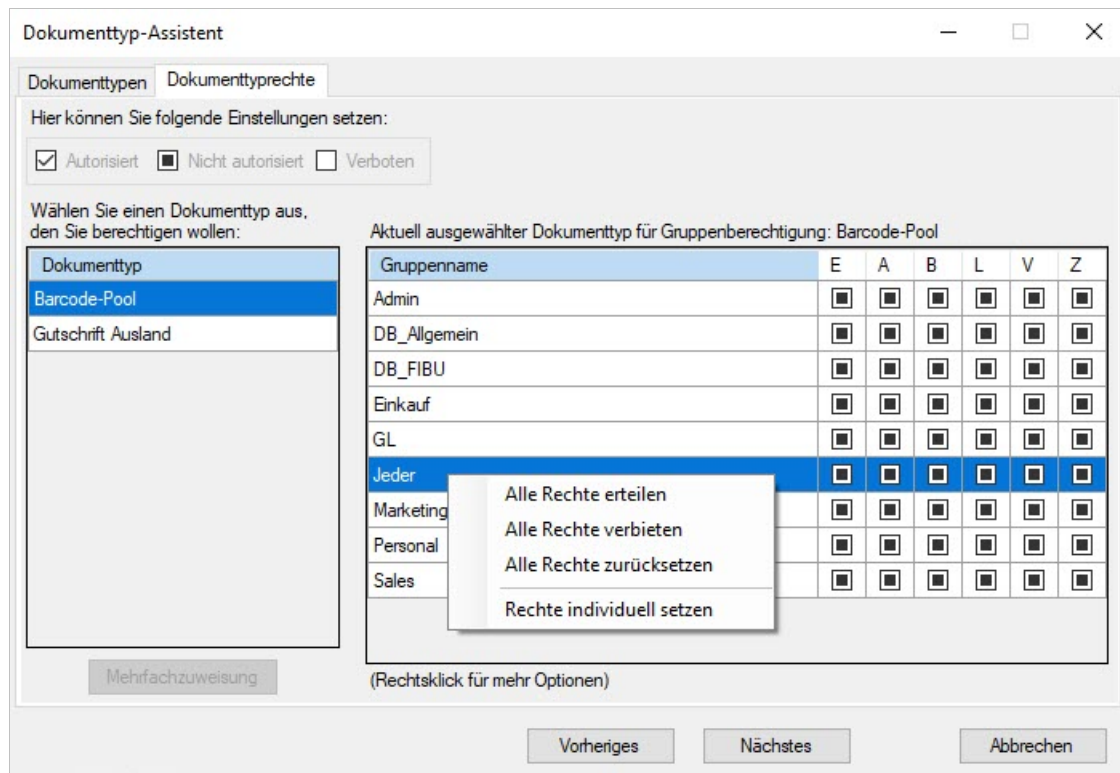 Dokumenttyp-Assistent
Dokumenttypen Dokumenttyprechte
Hier können Sie folgende Einstellungen setzen:
Autorisiert Nicht autorisiert Verboten
Wählen Sie einen Dokumenttyp aus,
den Sie berechtigen wollen:
Aktuell ausgewählter Dokumenttyp für Gruppenberechtigung: Barcode-Pool
Dokumenttyp
Barcode-Pool
Gutschrift Ausland
Gruppenname E A B L V Z
Admin
DB_Allgemein
DB_FIBU
Einkauf
GL
Jeder
Marketing
Personal
Sales
Alle Rechte erteilen
Alle Rechte verbieten
Alle Rechte zurücksetzen
Rechte individuell setzen
Mehrfachzuweisung
(Rechtsklick für mehr Optionen)
Vorheriges Nächstes Abbrechen